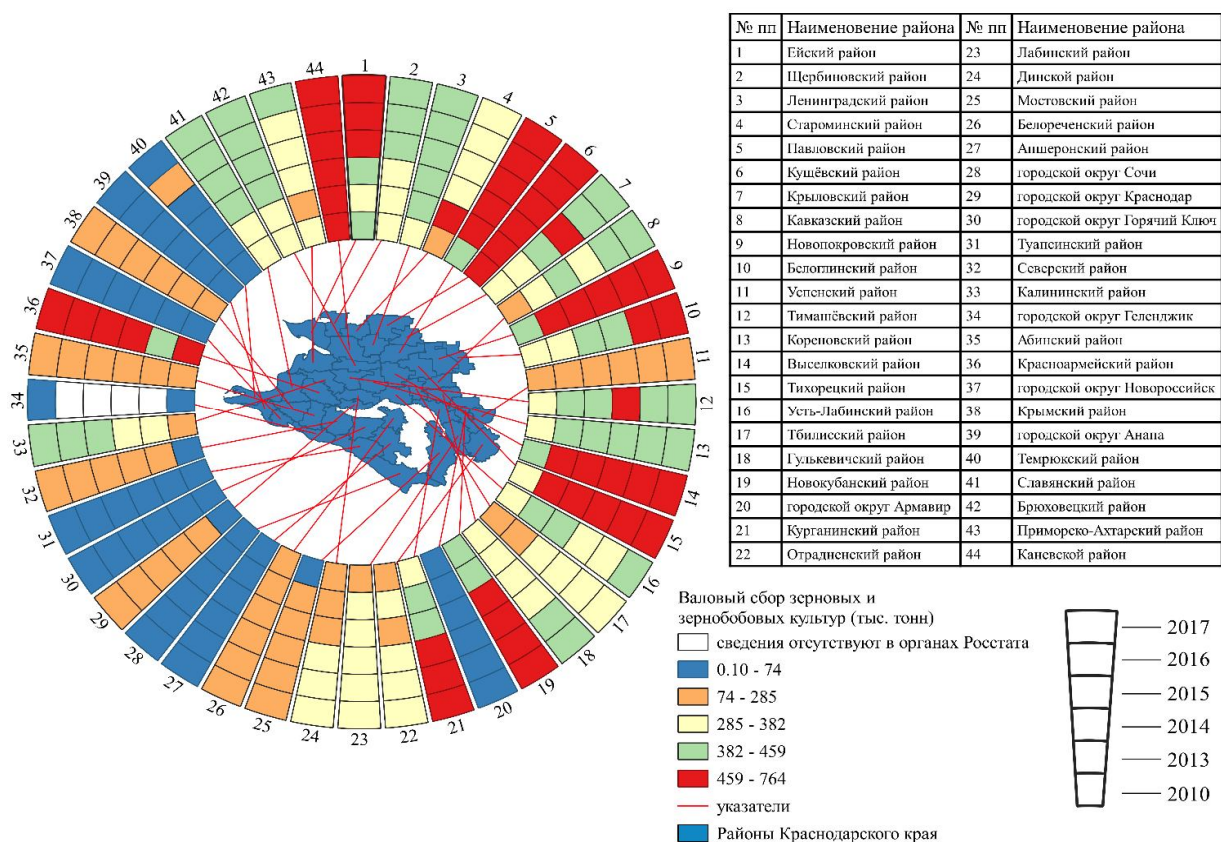 № пп Наименовение района № пп Наименовение района
1 Ейский район 23 Лабинский район
2 Щербиновский район 24 Динской район
3 Ленинградский район 25 Мостовский район
4 Староминский район 26 Белореченский район
5 Павловский район 27 Апшеронский район
6 Кущёвский район 28 городской округ Сочи
7 Крыловский район 29 городской округ Краснодар
8 Кавказский район 30 городской округ Горячий Ключ
9 Новопокровский район 31 Туапсинский район
10 Белоглинский район 32 Северский район
11 Успенский район 33 Калининский район
12 Тимашёвский район 34 городской округ Геленджик
13 Кореновский район 35 Абинский район
14 Выселковский район 36 Красноармейский район
15 Тихорецкий район 37 городской округ Новороссийск
16 Усть-Лабинский район 38 Крымский район
17 Тбилисский район 39 городской округ Анапа
18 Гулькевичский район 40 Темрюкский район
19 Новокубанский район 41 Славянский район
20 городской округ Армавир 42 Брюховецкий район
21 Курганинский район 43 Приморско-Ахтарский район
22 Отрадненский район 44 Каневской район
1
2
3
4
5
6
7
8
9
10
11
12
13
14
15
16
17
18
19
20
21
22
23
24
25
26
27
28
29
30
31
32
33
34
35
36
37
38
39
40
41
42
43
44
Валовый сбор зерновых и
зернобобовых культур (тыс. тонн)
сведения отсутствуют в органах Росстата
0.10 - 74
74 - 285
285 - 382
382 - 459
459 - 764
указатели
Районы Краснодарского края
2017
2016
2015
2014
2013
2010